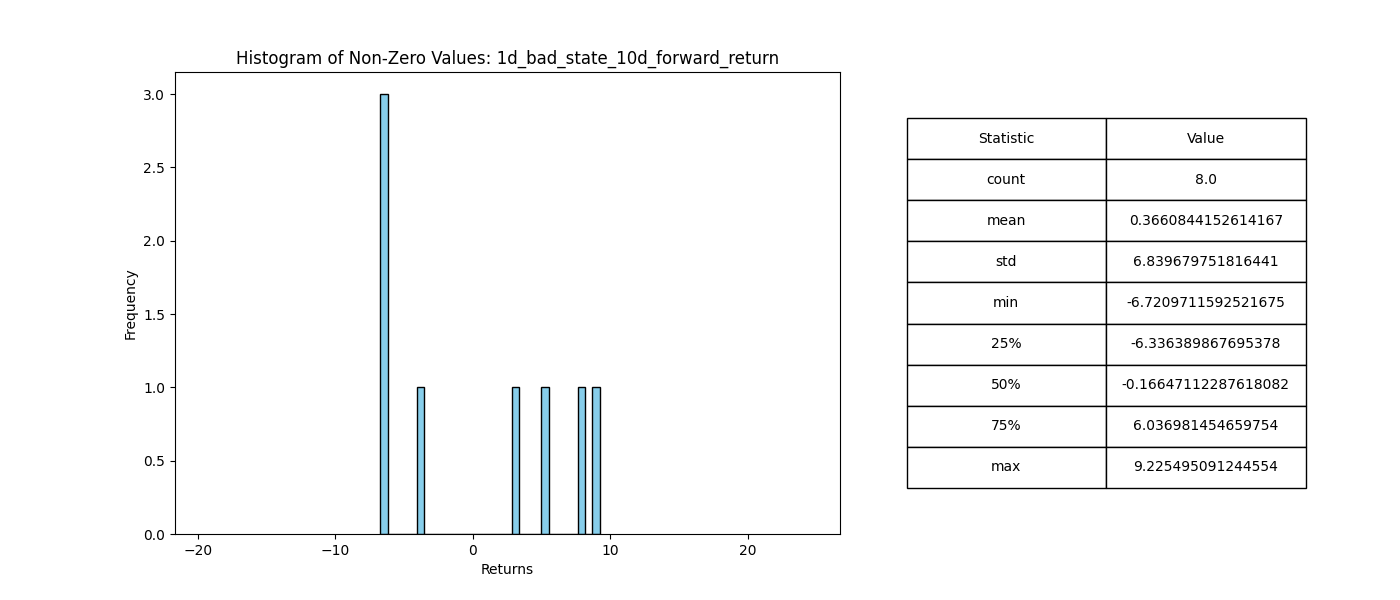 Histogram of Non-Zero Values: 1d_bad_state_10d_forward_return
Frequency
3.0
2.5
2.0
1.5
1.0
0.5
0.0
−20
−10
0
10
20
Returns
Statistic Value
count 8.0
mean 0.3660844152614167
std 6.839679751816441
min -6.7209711592521675
25% -6.336389867695378
50% -0.16647112287618082
75% 6.036981454659754
max 9.225495091244554